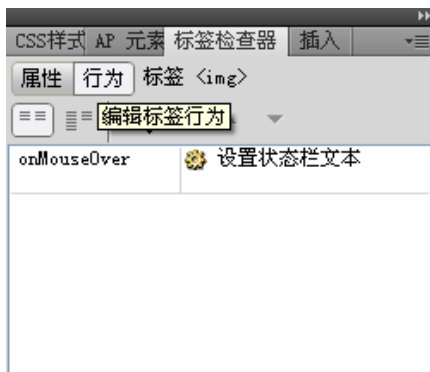 CSS样式 AP 元素 标签检查器 插入
属性 行为 标签 <img>
编辑标签行为
onMouseOver 设置状态栏文本